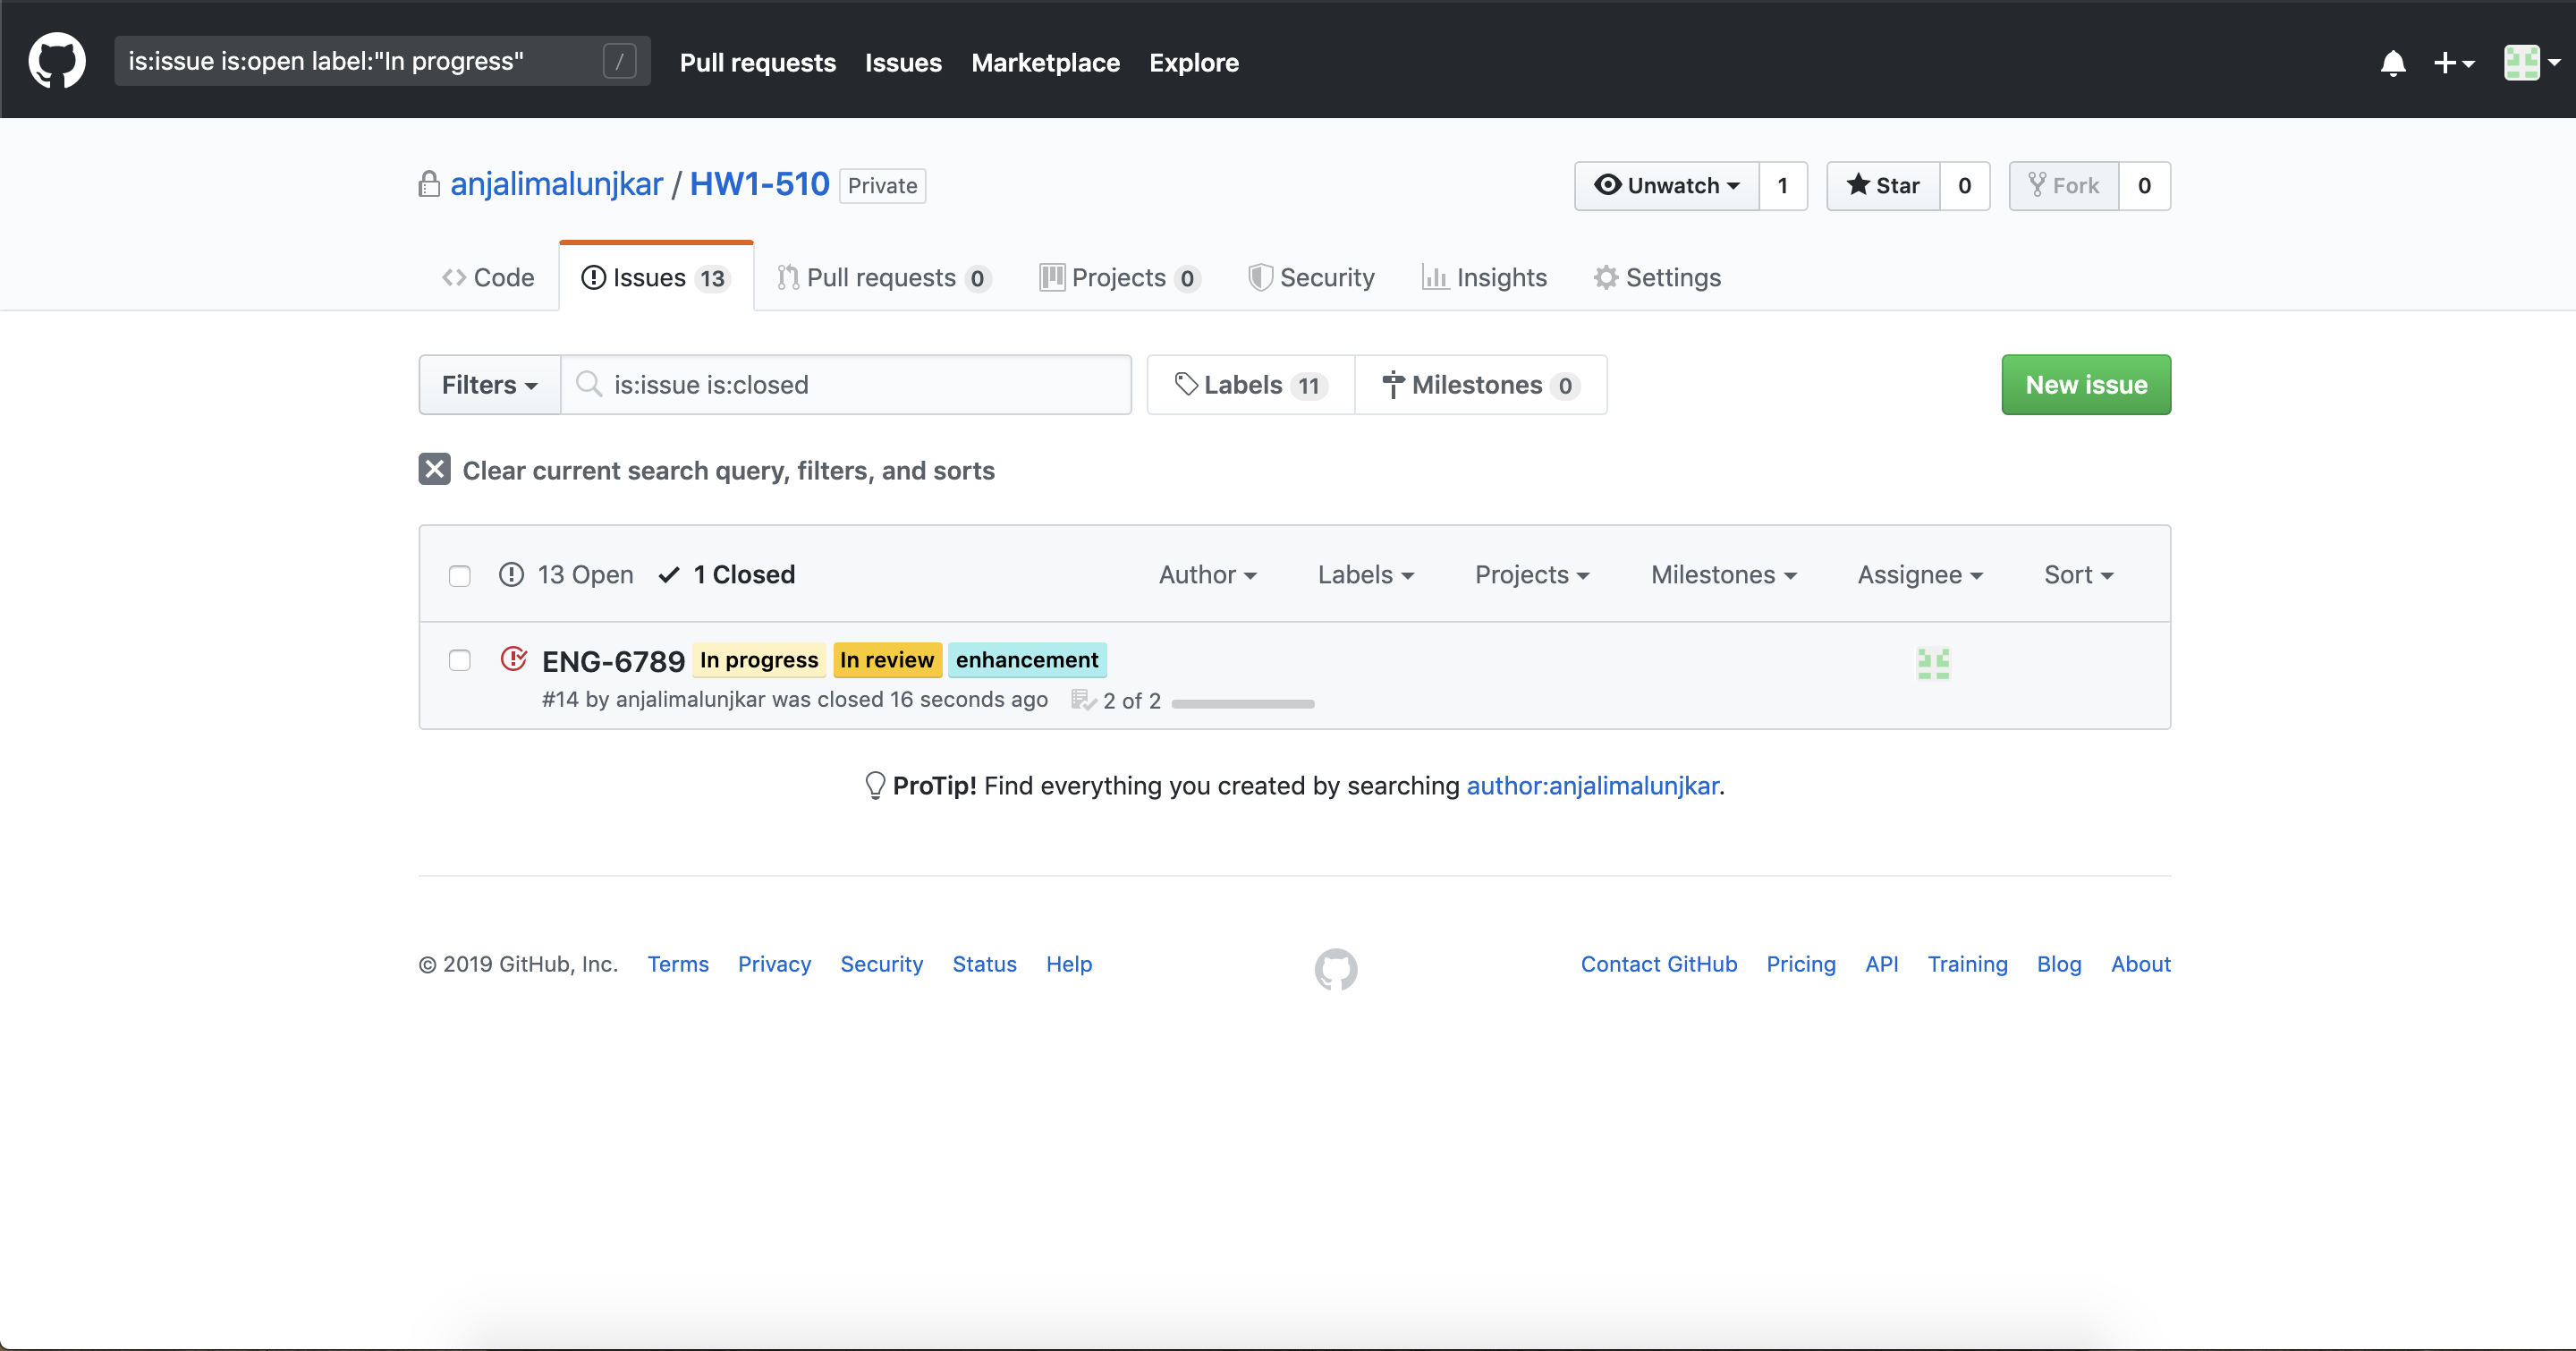 is:issue is:open label:"In progress" / Pull requests Issues Marketplace Explore
anjalimalunjkar / HW1-510 Private Unwatch 1 Star 0 Fork 0
Code Issues 13 Pull requests 0 Projects 0 Security Insights Settings
Filters is:issue is:closed Labels 11 Milestones 0 New issue
Clear current search query, filters, and sorts
13 Open 1 Closed Author Labels Projects Milestones Assignee Sort
ENG-6789 In progress In review enhancement
#14 by anjalimalunjkar was closed 16 seconds ago 2 of 2
ProTip! Find everything you created by searching author:anjalimalunjkar.
© 2019 GitHub, Inc. Terms Privacy Security Status Help Contact GitHub Pricing API Training Blog About